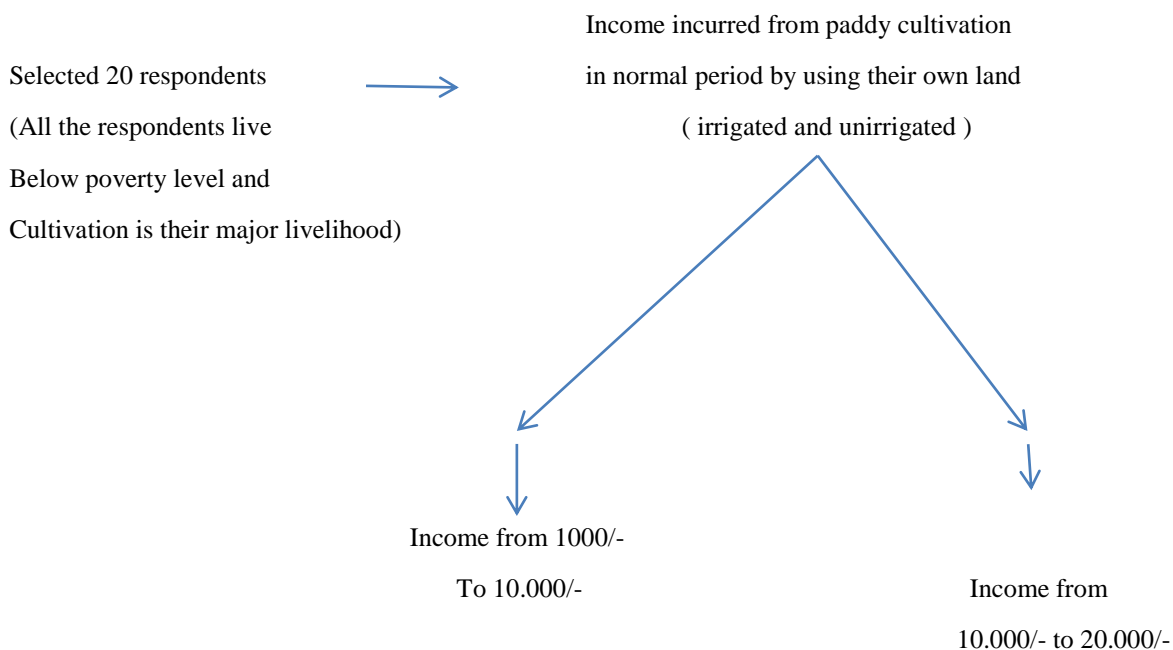 Selected 20 respondents
(All the respondents live
Below poverty level and
Cultivation is their major livelihood)
Income incurred from paddy cultivation
in normal period by using their own land
( irrigated and unirrigated )
Income from 1000/-
To 10.000/-
Income from
10.000/- to 20.000/-